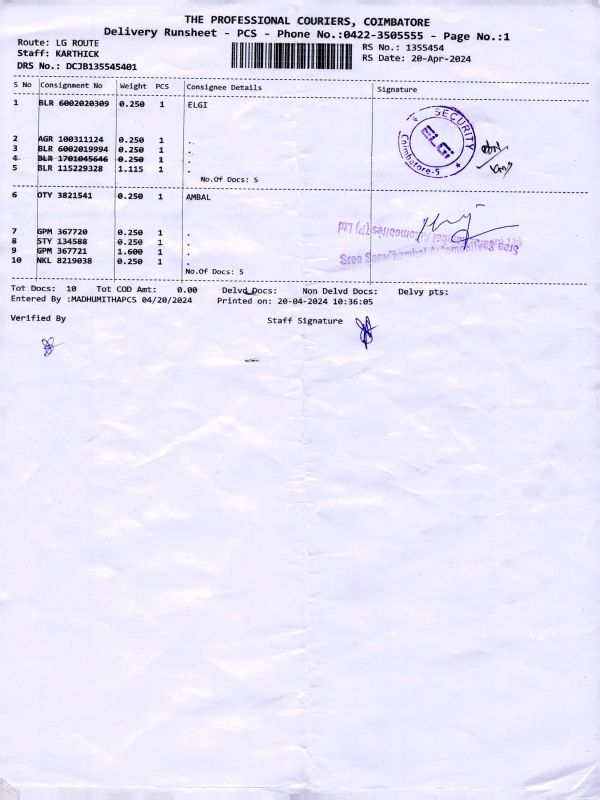 THE PROFESSIONAL COURIERS, COIMBATORE
Delivery Runsheet - PCS - Phone No.:0422-3505555 - Page No.:1
Route: LG ROUTE
RS No.: 1355454
Staff: KARTHICK
RS Date: 20-Apr-2024
DRS No.: DCJB135545401
S No Consignment No Weight PCS Consignee Details Signature
1 BLR 6002020309 0.250 1 ELGI
2 AGR 100311124 0.250 1 .
3 BLR 6002019994 0.250 1 .
4 BLR 1701045646 0.250 1 .
5 BLR 115229328 1.115 1 .
No.Of Docs: 5
SECURITY
ELGi
Coimbatore-5
6 OTY 3821541 0.250 1 AMBAL
7 GPM 367720 0.250 1 .
8 STY 134588 0.250 1 .
9 GPM 367721 1.600 1 .
10 NKL 8219038 0.250 1 .
No.Of Docs: 5
Tot Docs: 10 Tot COD Amt: 0.00 Delvd Docs: Non Delvd Docs: Delvy pts:
Entered By :MADHUMITHAPCS 04/20/2024 Printed on: 20-04-2024 10:36:05
Verified By Staff Signature